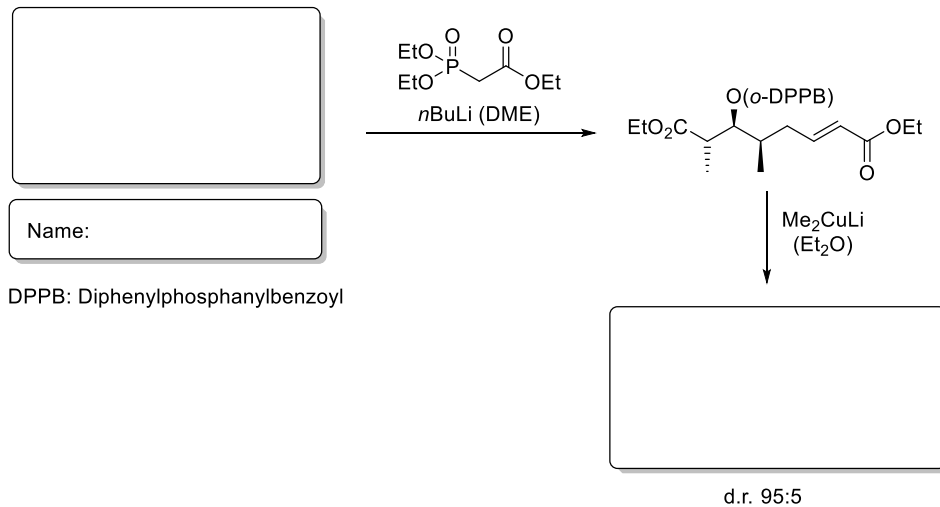 EtO
EtO
P
O
O
OEt
nBuLi (DME)
O(o-DPPB)
EtO2C
OEt
O
Name:
Me2CuLi
(Et2O)
DPPB: Diphenylphosphanylbenzoyl
d.r. 95:5